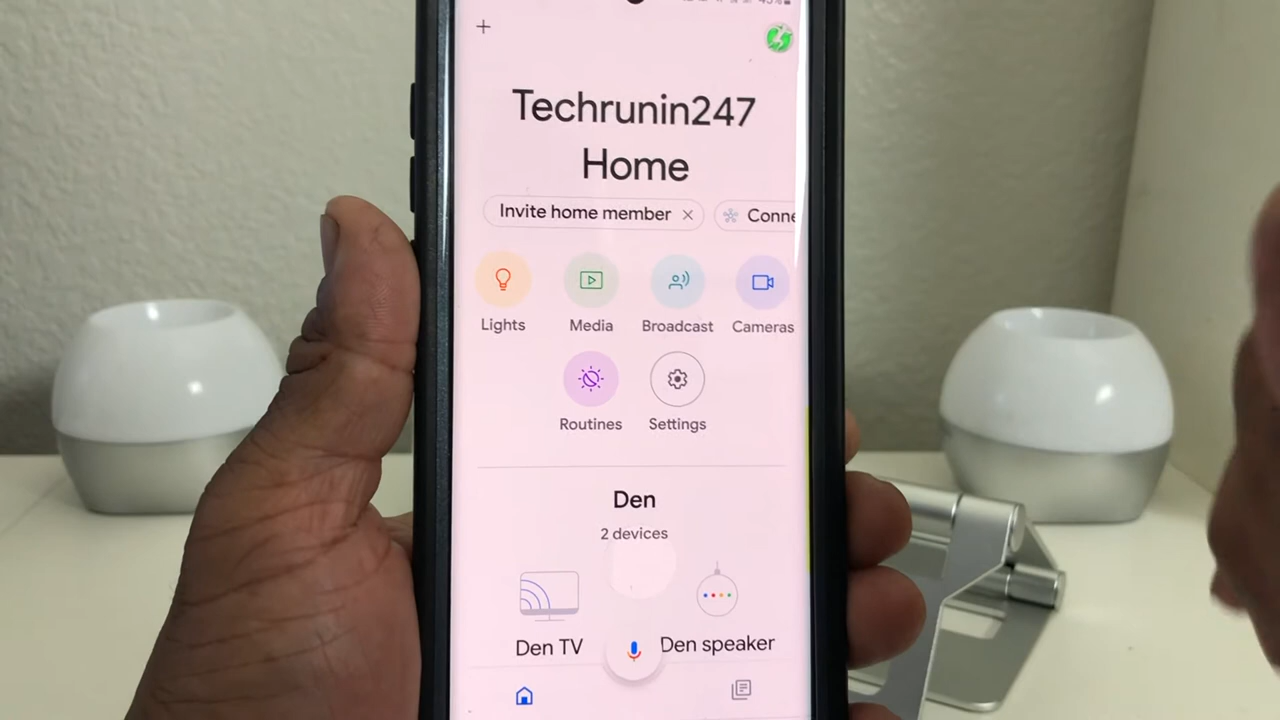 Techrunin247
Home
Invite home member
Conne
Lights
Media
Broadcast
Cameras
Routines
Settings
Den
2 devices
Den TV
Den speaker